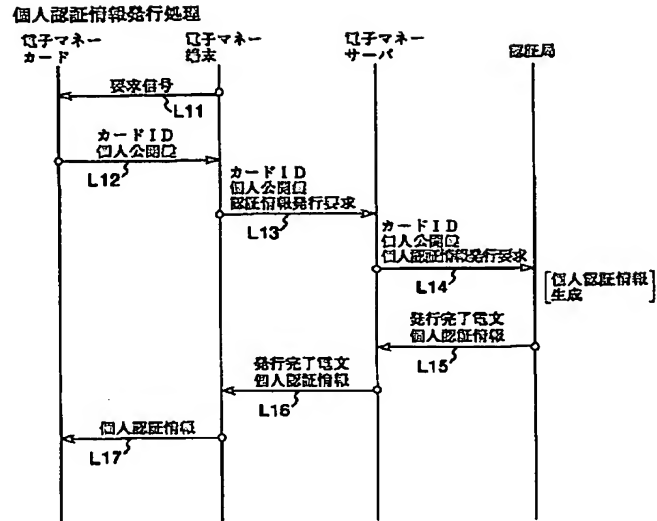 個人認証情報発行処理
電子マネー
カード
電子マネー
端末
電子マネー
サーバ
認証局
要求信号
L11
カードID
個人公開鍵
L12
カードID
個人公開鍵
認証情報発行要求
L13
カードID
個人公開鍵
個人認証情報発行要求
L14
個人認証情報
生成
発行完了電文
個人認証情報
L15
発行完了電文
個人認証情報
L16
個人認証情報
L17